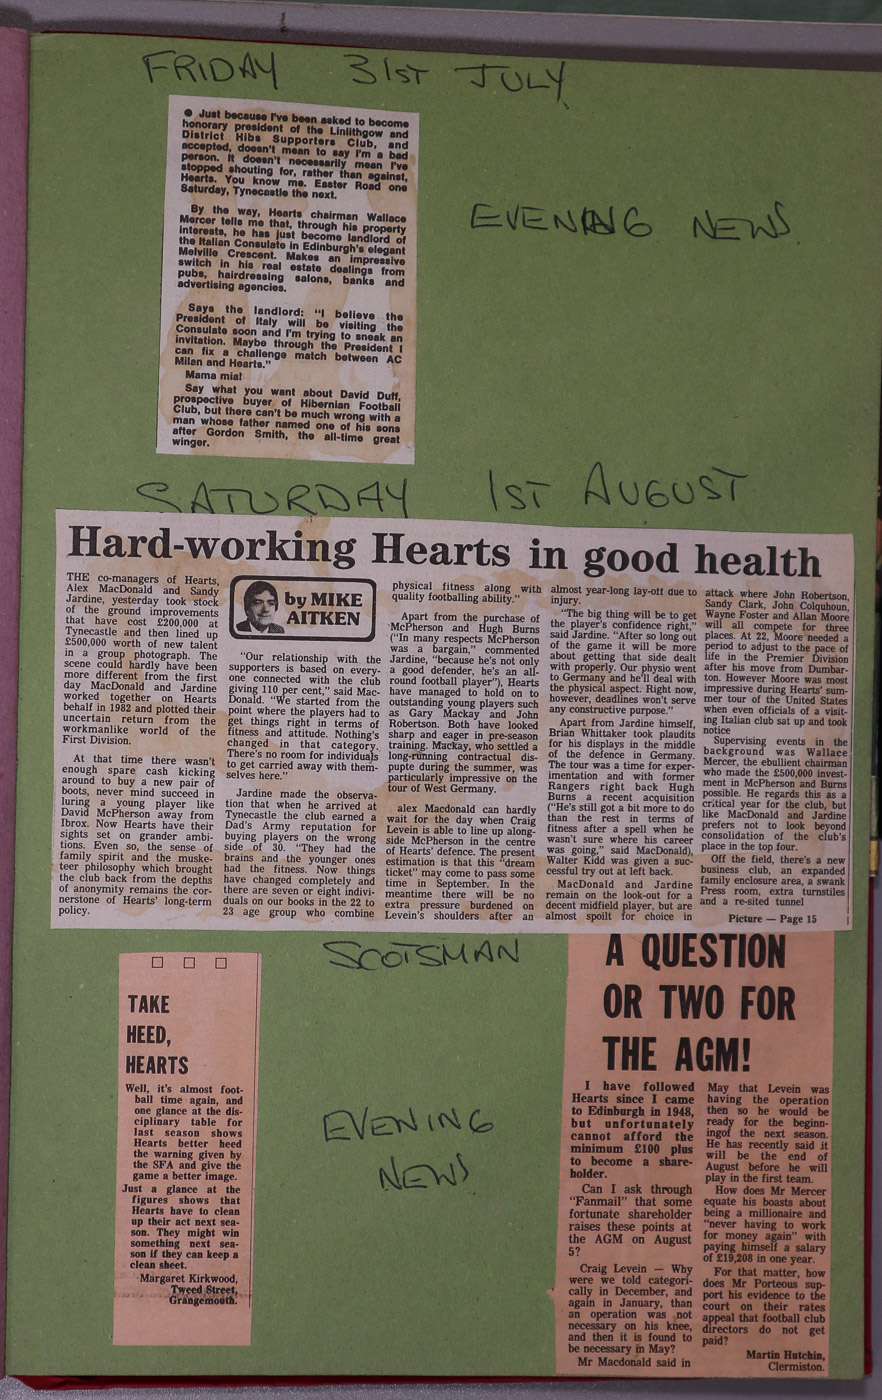 FRIDAY 31ST JULY
● Just because I've been asked to become
honorary president of the Linlithgow and
District Hibs Supporters Club, and
accepted, doesn't mean to say I'm a bad
person. It doesn't necessarily mean I've
stopped shouting for, rather than against,
Hearts. You know me. Easter Road one
Saturday, Tynecastle the next.
By the way, Hearts chairman Wallace
Mercer tells me that, through his property
interests, he has just become landlord of
the Italian Consulate in Edinburgh's elegant
Melville Crescent. Makes an impressive
switch in his real estate dealings from
pubs, hairdressing salons, banks and
advertising agencies.
Says the landlord: "I believe the
President of Italy will be visiting the
Consulate soon and I'm trying to sneak an
invitation. Maybe through the President I
can fix a challenge match between AC
Milan and Hearts."
Mama mia!
Say what you want about David Duff,
prospective buyer of Hibernian Football
Club, but there can't be much wrong with a
man whose father named one of his sons
after Gordon Smith, the all-time great
winger.
EVENING NEWS
SATURDAY 1ST AUGUST
Hard-working Hearts in good health
THE co-managers of Hearts,
Alex MacDonald and Sandy
Jardine, yesterday took stock
of the ground improvements
that have cost £200,000 at
Tynecastle and then lined up
£500,000 worth of new talent
in a group photograph. The
scene could hardly have been
more different from the first
day MacDonald and Jardine
worked together on Hearts
behalf in 1982 and plotted their
uncertain return from the
workmanlike world of the
First Division.
At that time there wasn't
enough spare cash kicking
around to buy a new pair of
boots, never mind succeed in
luring a young player like
David McPherson away from
Ibrox. Now Hearts have their
sights set on grander ambi-
tions. Even so, the sense of
family spirit and the muske-
teer philosophy which brought
the club back from the depths
of anonymity remains the cor-
nerstone of Hearts' long-term
policy.
by MIKE
AITKEN
"Our relationship with the
supporters is based on every-
one connected with the club
giving 110 per cent," said Mac-
Donald. "We started from the
point where the players had to
get things right in terms of
fitness and attitude. Nothing's
changed in that category.
There's no room for individuals
to get carried away with them-
selves here."
Jardine made the observa-
tion that when he arrived at
Tynecastle the club earned a
Dad's Army reputation for
buying players on the wrong
side of 30. "They had the
brains and the younger ones
had the fitness. Now things
have changed completely and
there are seven or eight indivi-
duals on our books in the 22 to
23 age group who combine
physical fitness along with
quality footballing ability."
Apart from the purchase of
McPherson and Hugh Burns
("In many respects McPherson
was a bargain," commented
Jardine, "because he's not only
a good defender, he's an all-
round football player"), Hearts
have managed to hold on to
outstanding young players such
as Gary Mackay and John
Robertson. Both have looked
sharp and eager in pre-season
training. Mackay, who settled a
long-running contractual dis-
pupte during the summer, was
particularly impressive on the
tour of West Germany.
alex Macdonald can hardly
wait for the day when Craig
Levein is able to line up along-
side McPherson in the centre
of Hearts' defence. The present
estimation is that this "dream
ticket" may come to pass some
time in September. In the
meantime there will be no
extra pressure burdened on
Levein's shoulders after an
almost year-long lay-off due to
injury.
"The big thing will be to get
the player's confidence right,"
said Jardine. "After so long out
of the game it will be more
about getting that side dealt
with properly. Our physio went
to Germany and he'll deal with
the physical aspect. Right now,
however, deadlines won't serve
any constructive purpose."
Apart from Jardine himself,
Brian Whittaker took plaudits
for his displays in the middle
of the defence in Germany.
The tour was a time for exper-
imentation and with former
Rangers right back Hugh
Burns a recent acquisition
("He's still got a bit more to do
than the rest in terms of
fitness after a spell when he
wasn't sure where his career
was going," said MacDonald),
Walter Kidd was given a suc-
cessful try out at left back.
MacDonald and Jardine
remain on the look-out for a
decent midfield player, but are
almost spoilt for choice in
attack where John Robertson,
Sandy Clark, John Colquhoun,
Wayne Foster and Allan Moore
will all compete for three
places. At 22, Moore needed a
period to adjust to the pace of
life in the Premier Division
after his move from Dumbar-
ton. However Moore was most
impressive during Hearts' sum-
mer tour of the United States
when even officials of a visit-
ing Italian club sat up and took
notice
Supervising events in the
background was Wallace
Mercer, the ebullient chairman
who made the £500,000 invest-
ment in McPherson and Burns
possible. He regards this as a
critical year for the club, but
like MacDonald and Jardine
prefers not to look beyond
consolidation of the club's
place in the top four.
Off the field, there's a new
business club, an expanded
family enclosure area, a swank
Press room, extra turnstiles
and a re-sited tunnel
Picture — Page 15
SCOTSMAN
TAKE
HEED,
HEARTS
Well, it's almost foot-
ball time again, and
one glance at the dis-
ciplinary table for
last season shows
Hearts better heed
the warning given by
the SFA and give the
game a better image.
Just a glance at the
figures shows that
Hearts have to clean
up their act next sea-
son. They might win
something next sea-
son if they can keep a
clean sheet.
Margaret Kirkwood,
Tweed Street,
Grangemouth.
EVENING
NEWS
A QUESTION
OR TWO FOR
THE AGM!
I have followed
Hearts since I came
to Edinburgh in 1948,
but unfortunately
cannot afford the
minimum £100 plus
to become a share-
holder.
Can I ask through
"Fanmail" that some
fortunate shareholder
raises these points at
the AGM on August
5?
Craig Levein — Why
were we told categori-
cally in December, and
again in January, than
an operation was not
necessary on his knee,
and then it is found to
be necessary in May?
Mr Macdonald said in
May that Levein was
having the operation
then so he would be
ready for the beginn-
ingof the next season.
He has recently said it
will be the end of
August before he will
play in the first team.
How does Mr Mercer
equate his boasts about
being a millionaire and
"never having to work
for money again" with
paying himself a salary
of £19,208 in one year.
For that matter, how
does Mr Porteous sup-
port his evidence to the
court on their rates
appeal that football club
directors do not get
paid?
Martin Hutchin,
Clermiston.